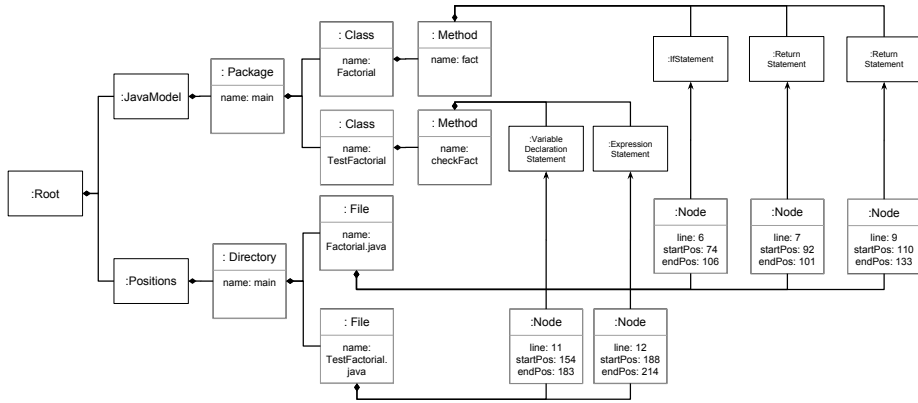 : Class
name:
Factorial
: Method
name: fact
:IfStatement
:Return
Statement
:Return
Statement
: Package
name: main
:JavaModel
: Class
name:
TestFactorial
: Method
name:
checkFact
:Variable
Declaration
Statement
:Expression
Statement
:Root
: File
name:
Factorial.java
:Node
line: 6
startPos: 74
endPos: 106
:Node
line: 7
startPos: 92
endPos: 101
:Node
line: 9
startPos: 110
endPos: 133
: Directory
name: main
:Positions
: File
name:
TestFactorial.
java
:Node
line: 11
startPos: 154
endPos: 183
:Node
line: 12
startPos: 188
endPos: 214